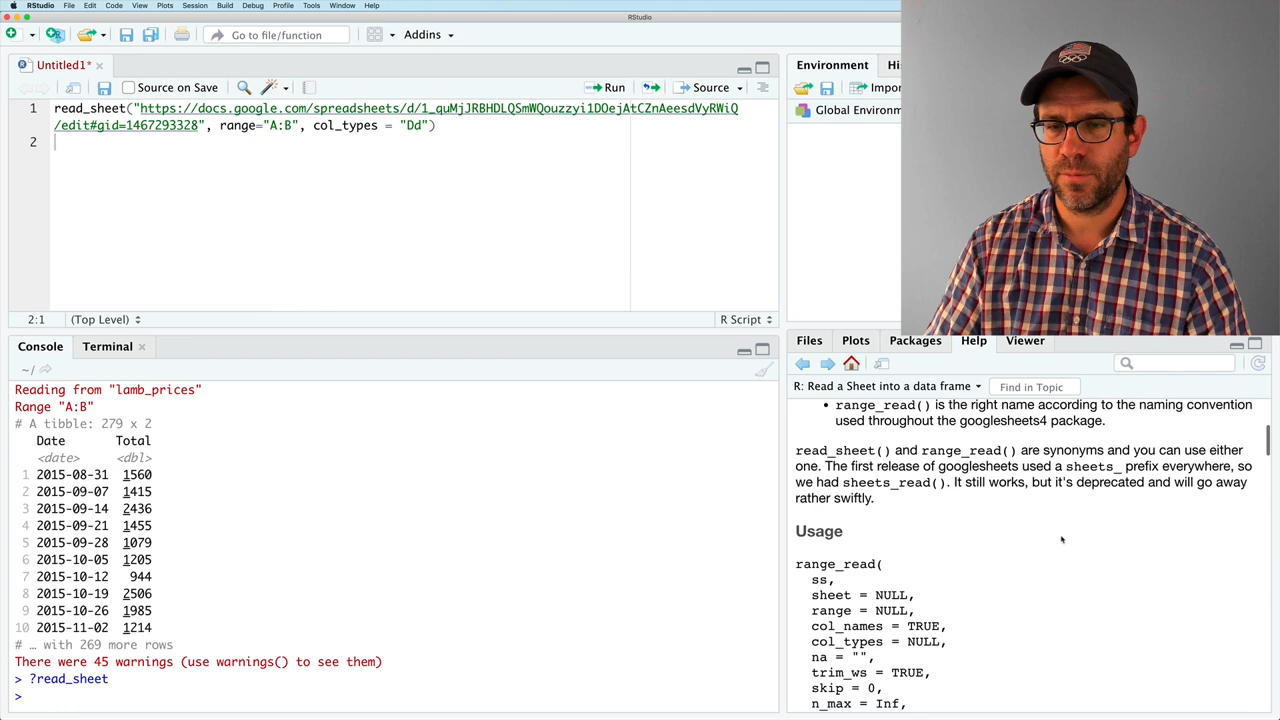 RStudio File Edit Code View Plots Session Build Debug Profile Tools Window Help
RStudio
Go to file/function
Addins
Untitled1*
Source on Save
Run
Source
1 read_sheet("https://docs.google.com/spreadsheets/d/1_quMjJRBHDLQSmWQouzzyi1DOejAtCZnAeesdVyRWiQ
/edit#gid=1467293328", range="A:B", col_types = "Dd")
2
2:1 (Top Level) R Script
Console Terminal
~/
Reading from "lamb_prices"
Range "A:B"
# A tibble: 279 x 2
Date Total
<date> <dbl>
1 2015-08-31 1560
2 2015-09-07 1415
3 2015-09-14 2436
4 2015-09-21 1455
5 2015-09-28 1079
6 2015-10-05 1205
7 2015-10-12 944
8 2015-10-19 2506
9 2015-10-26 1985
10 2015-11-02 1214
# … with 269 more rows
There were 45 warnings (use warnings() to see them)
> ?read_sheet
>
Environment His
Impor
Global Environm
Files Plots Packages Help Viewer
R: Read a Sheet into a data frame Find in Topic
• range_read() is the right name according to the naming convention
used throughout the googlesheets4 package.
read_sheet() and range_read() are synonyms and you can use either
one. The first release of googlesheets used a sheets_ prefix everywhere, so
we had sheets_read(). It still works, but it's deprecated and will go away
rather swiftly.
Usage
range_read(
ss,
sheet = NULL,
range = NULL,
col_names = TRUE,
col_types = NULL,
na = "",
trim_ws = TRUE,
skip = 0,
n_max = Inf,